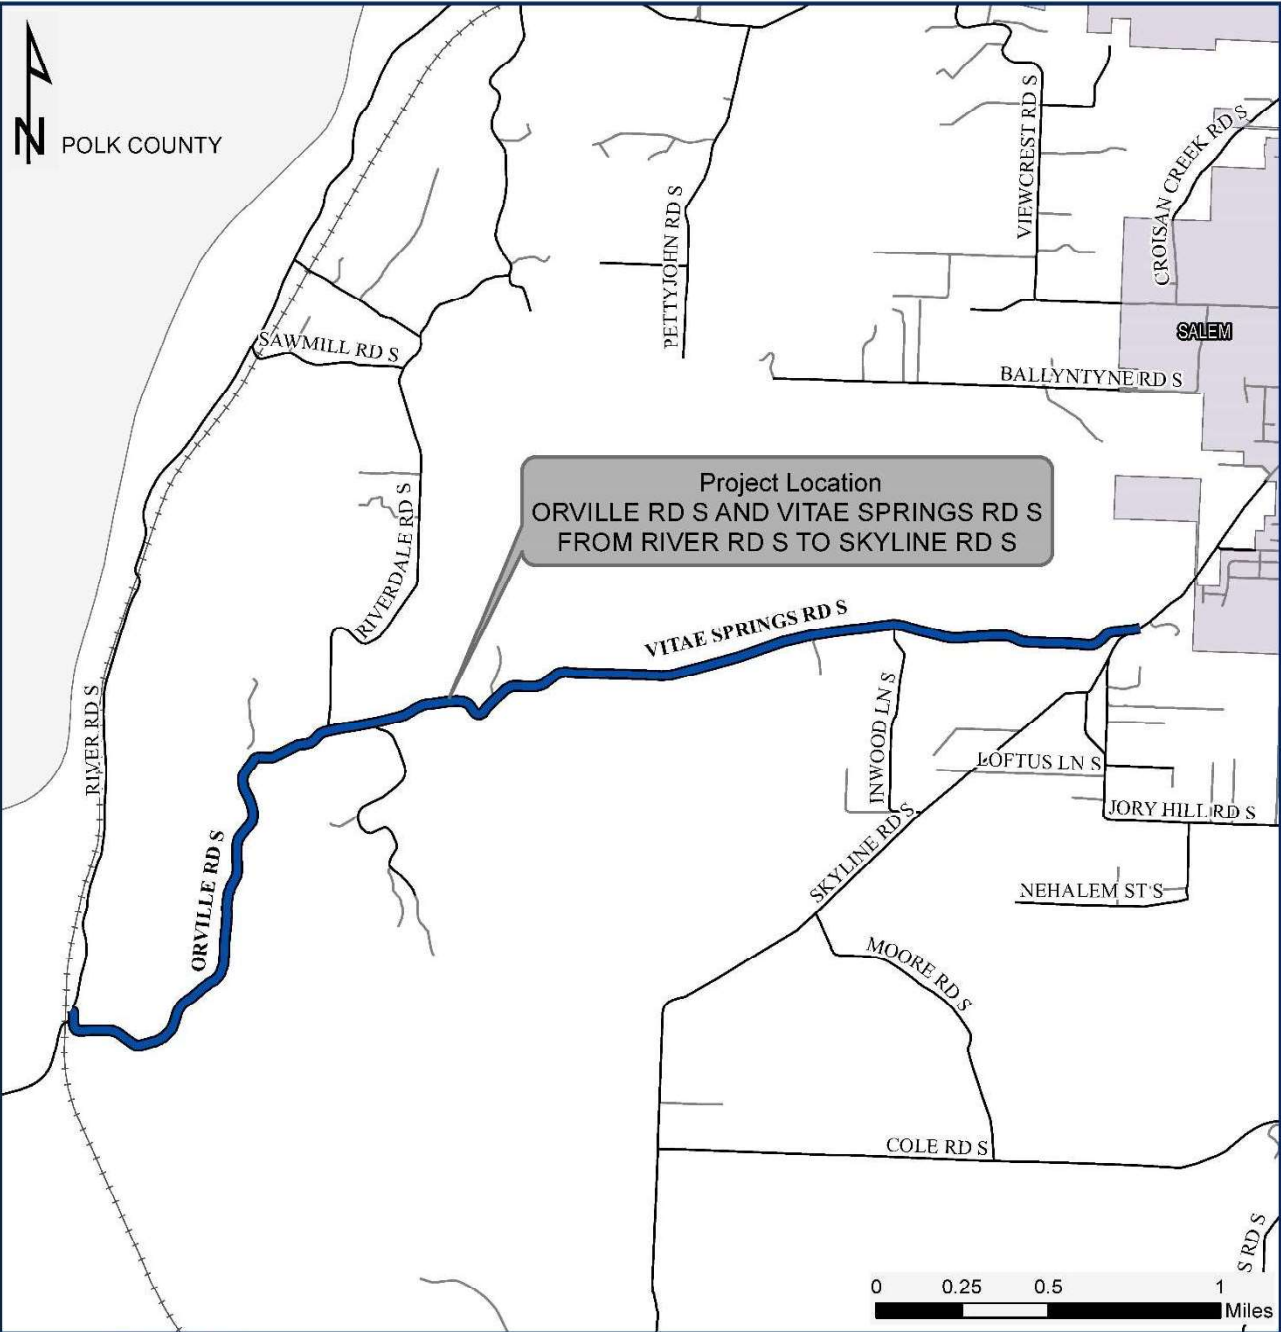 N
POLK COUNTY
VIEWCREST RD S
CROISAN CREEK RD S
PETTYJOHN RD S
SALEM
SAWMILL RD S
BALLYNTYNE RD S
Project Location
ORVILLE RD S AND VITAE SPRINGS RD S
FROM RIVER RD S TO SKYLINE RD S
RIVERDALE RD S
VITAE SPRINGS RD S
RIVER RD S
INWOOD LN S
LOFTUS LN S
JORY HILL RD S
ORVILLE RD S
SKYLINE RD S
NEHALEM ST S
MOORE RD S
COLE RD S
S RD S
0 0.25 0.5 1
Miles